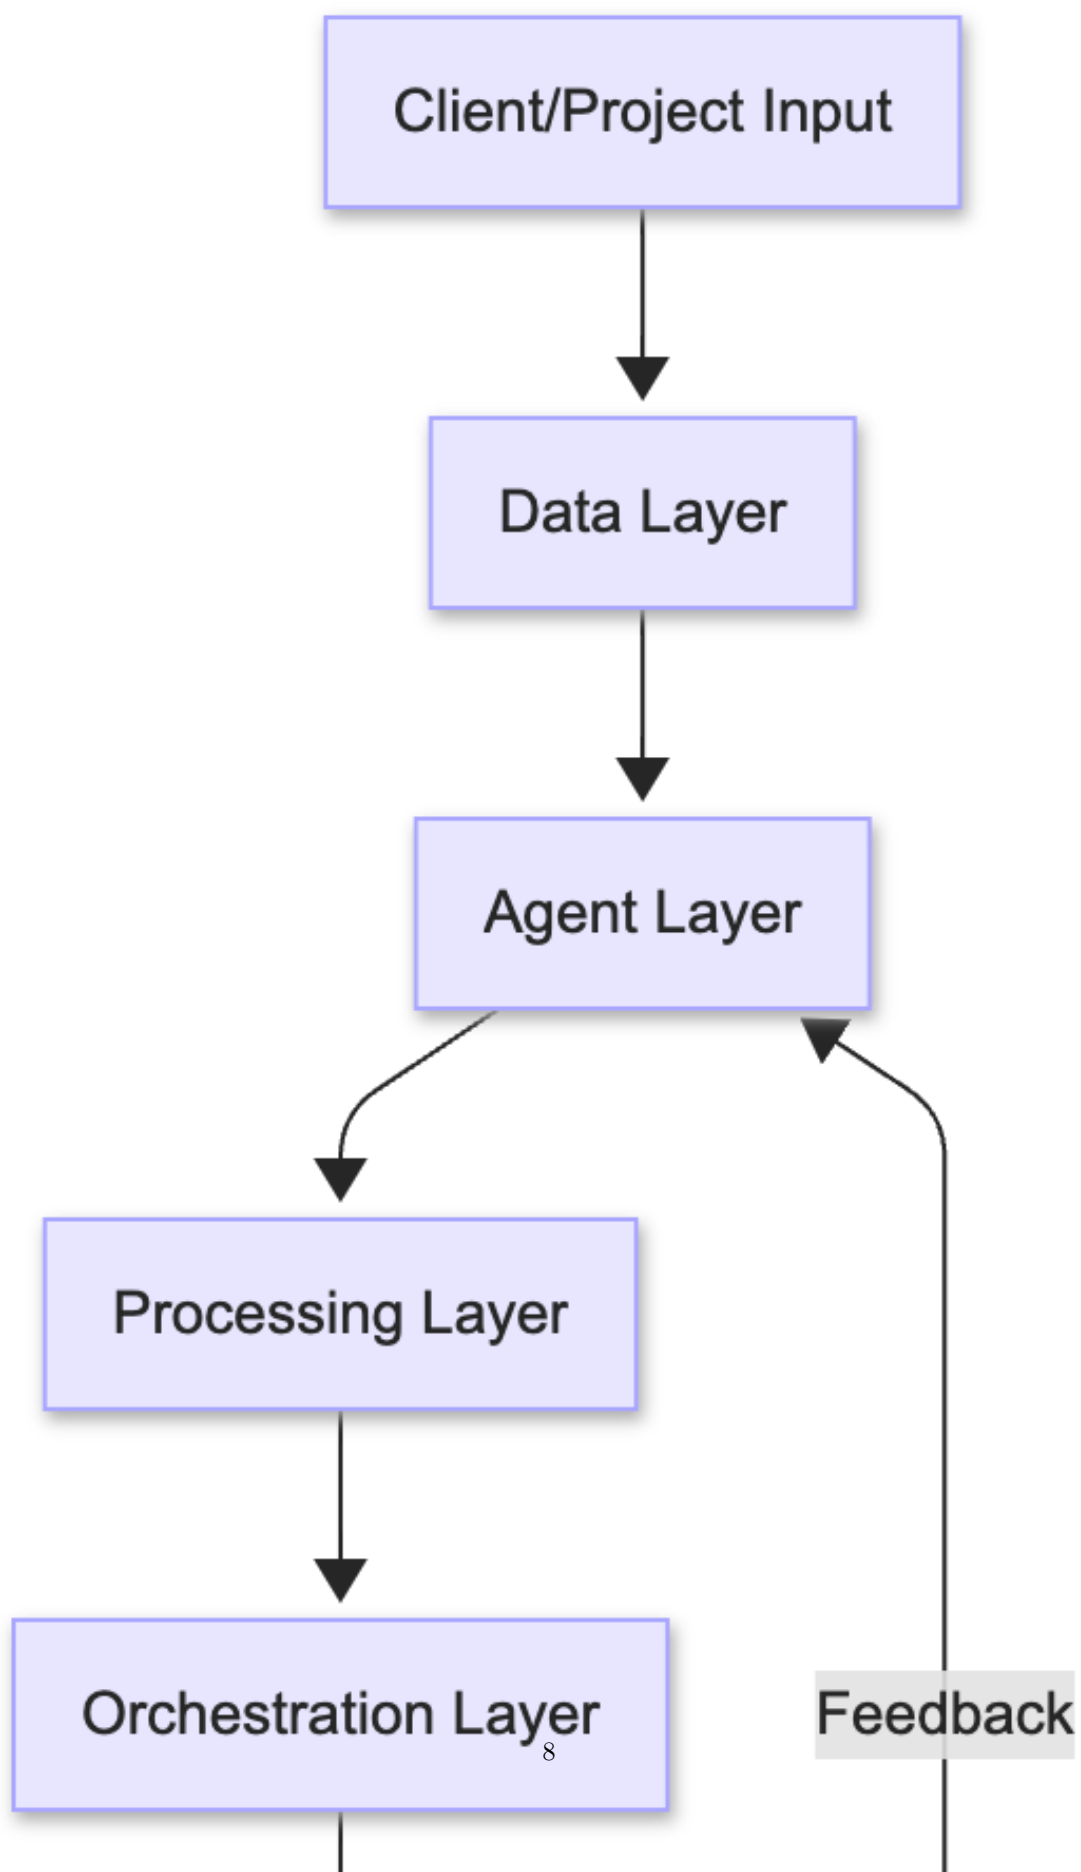 Client/Project Input
Data Layer
Agent Layer
Processing Layer
Orchestration Layer
Feedback
8